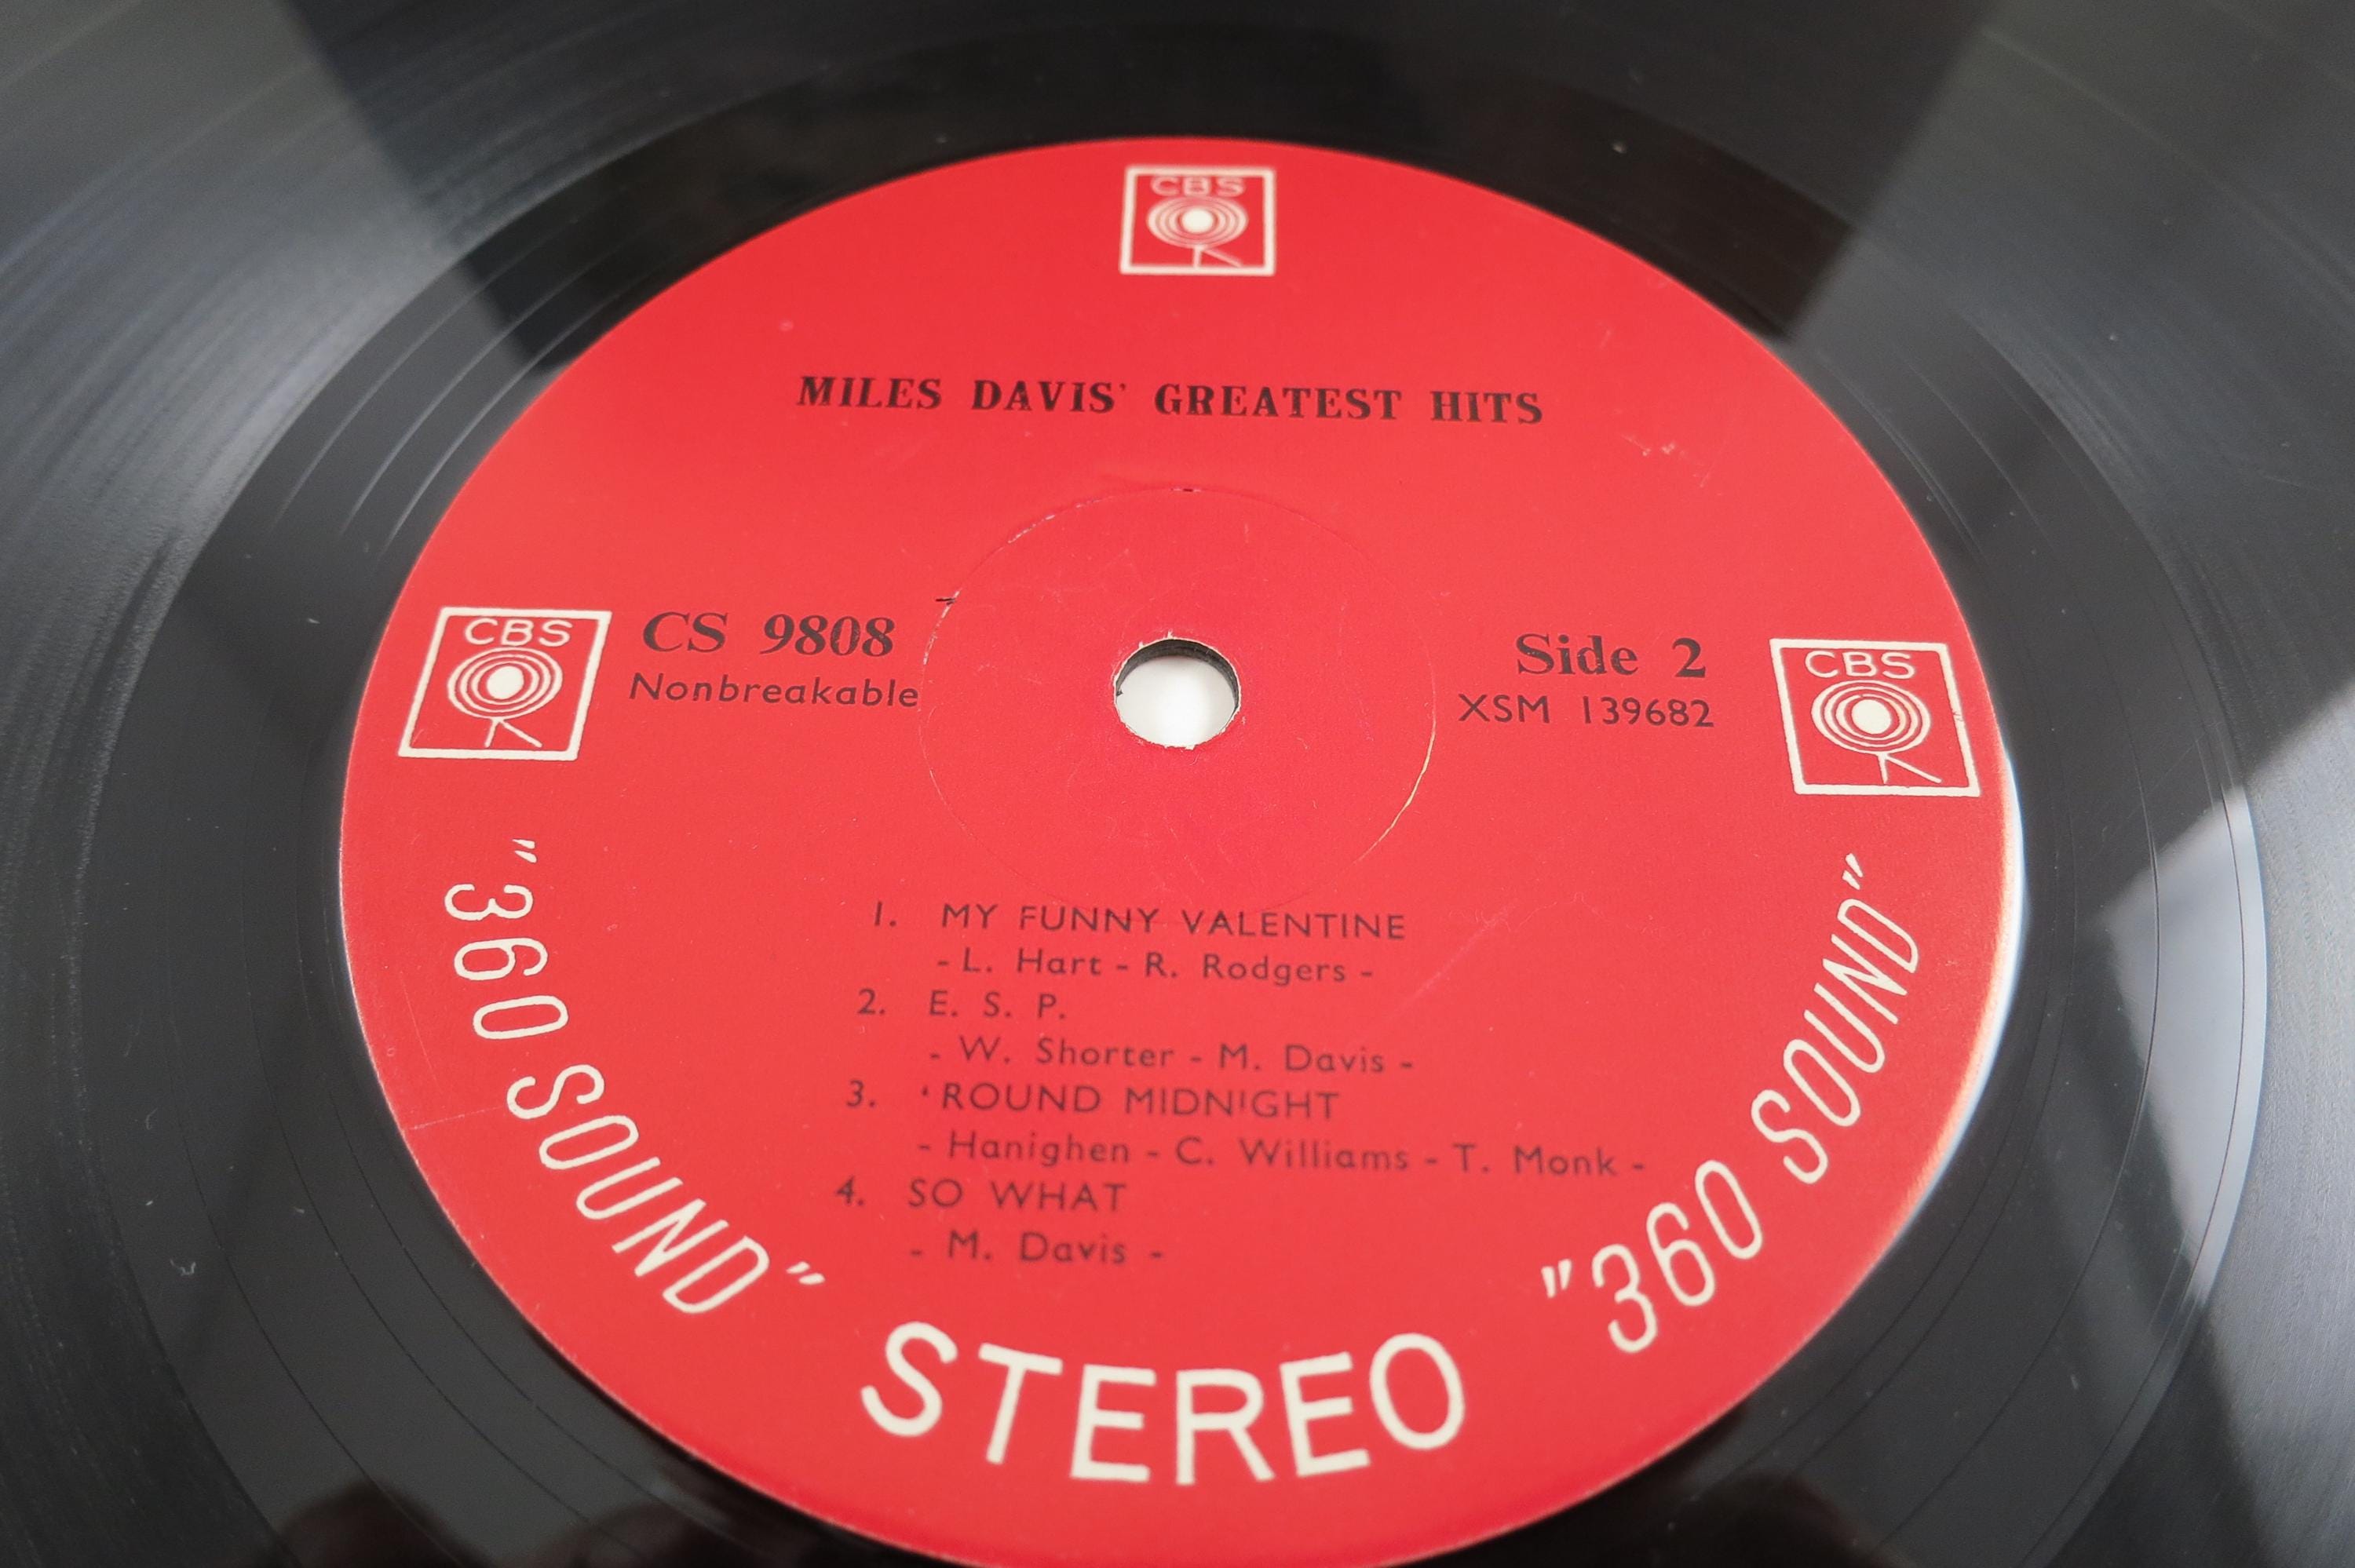 CBS
MILES DAVIS' GREATEST HITS
CBS
CS 9808
Nonbreakable
Side 2
XSM 139682
CBS
1. MY FUNNY VALENTINE
- L. Hart - R. Rodgers -
2. E. S. P.
- W. Shorter - M. Davis -
3. 'ROUND MIDNIGHT
- Hanighen - C. Williams - T. Monk -
4. SO WHAT
- M. Davis -
"360 SOUND"
STEREO
"360 SOUND"